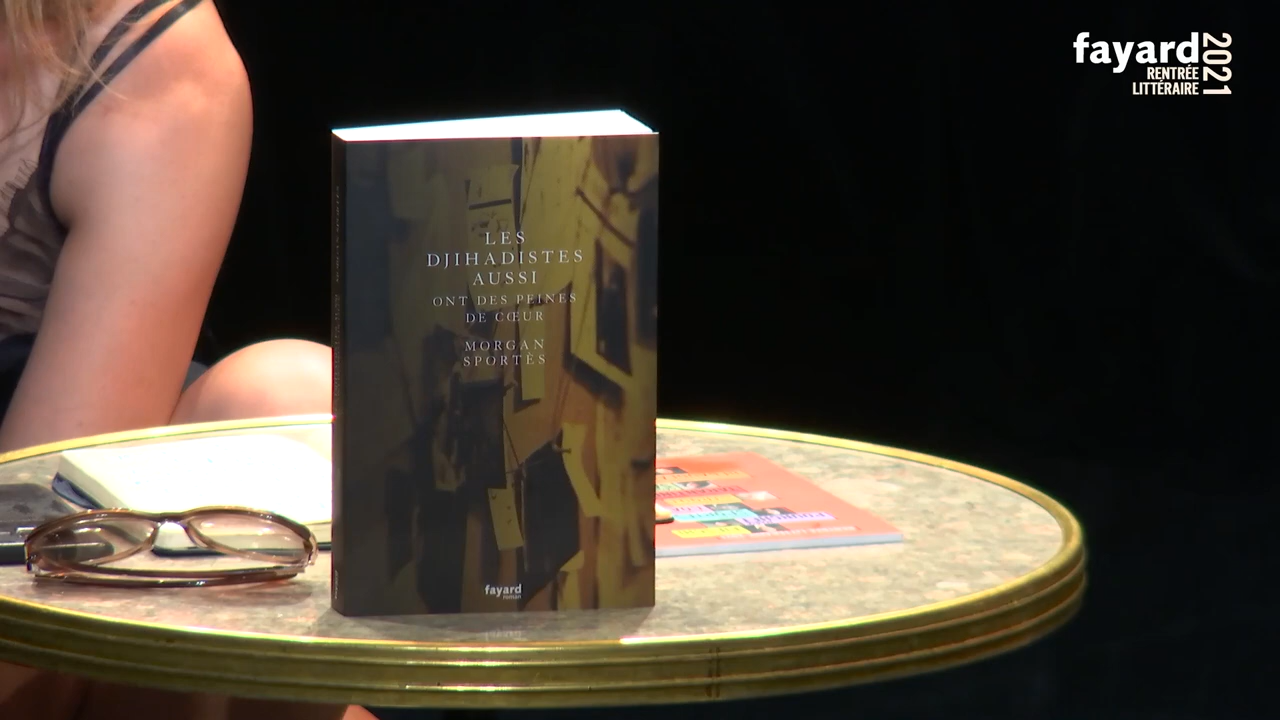 fayard
2021
RENTRÉE
LITTÉRAIRE
LES
DJIHADISTES
AUSSI
ONT DES PEINES
DE CŒUR
MORGAN
SPORTÈS
fayard
roman